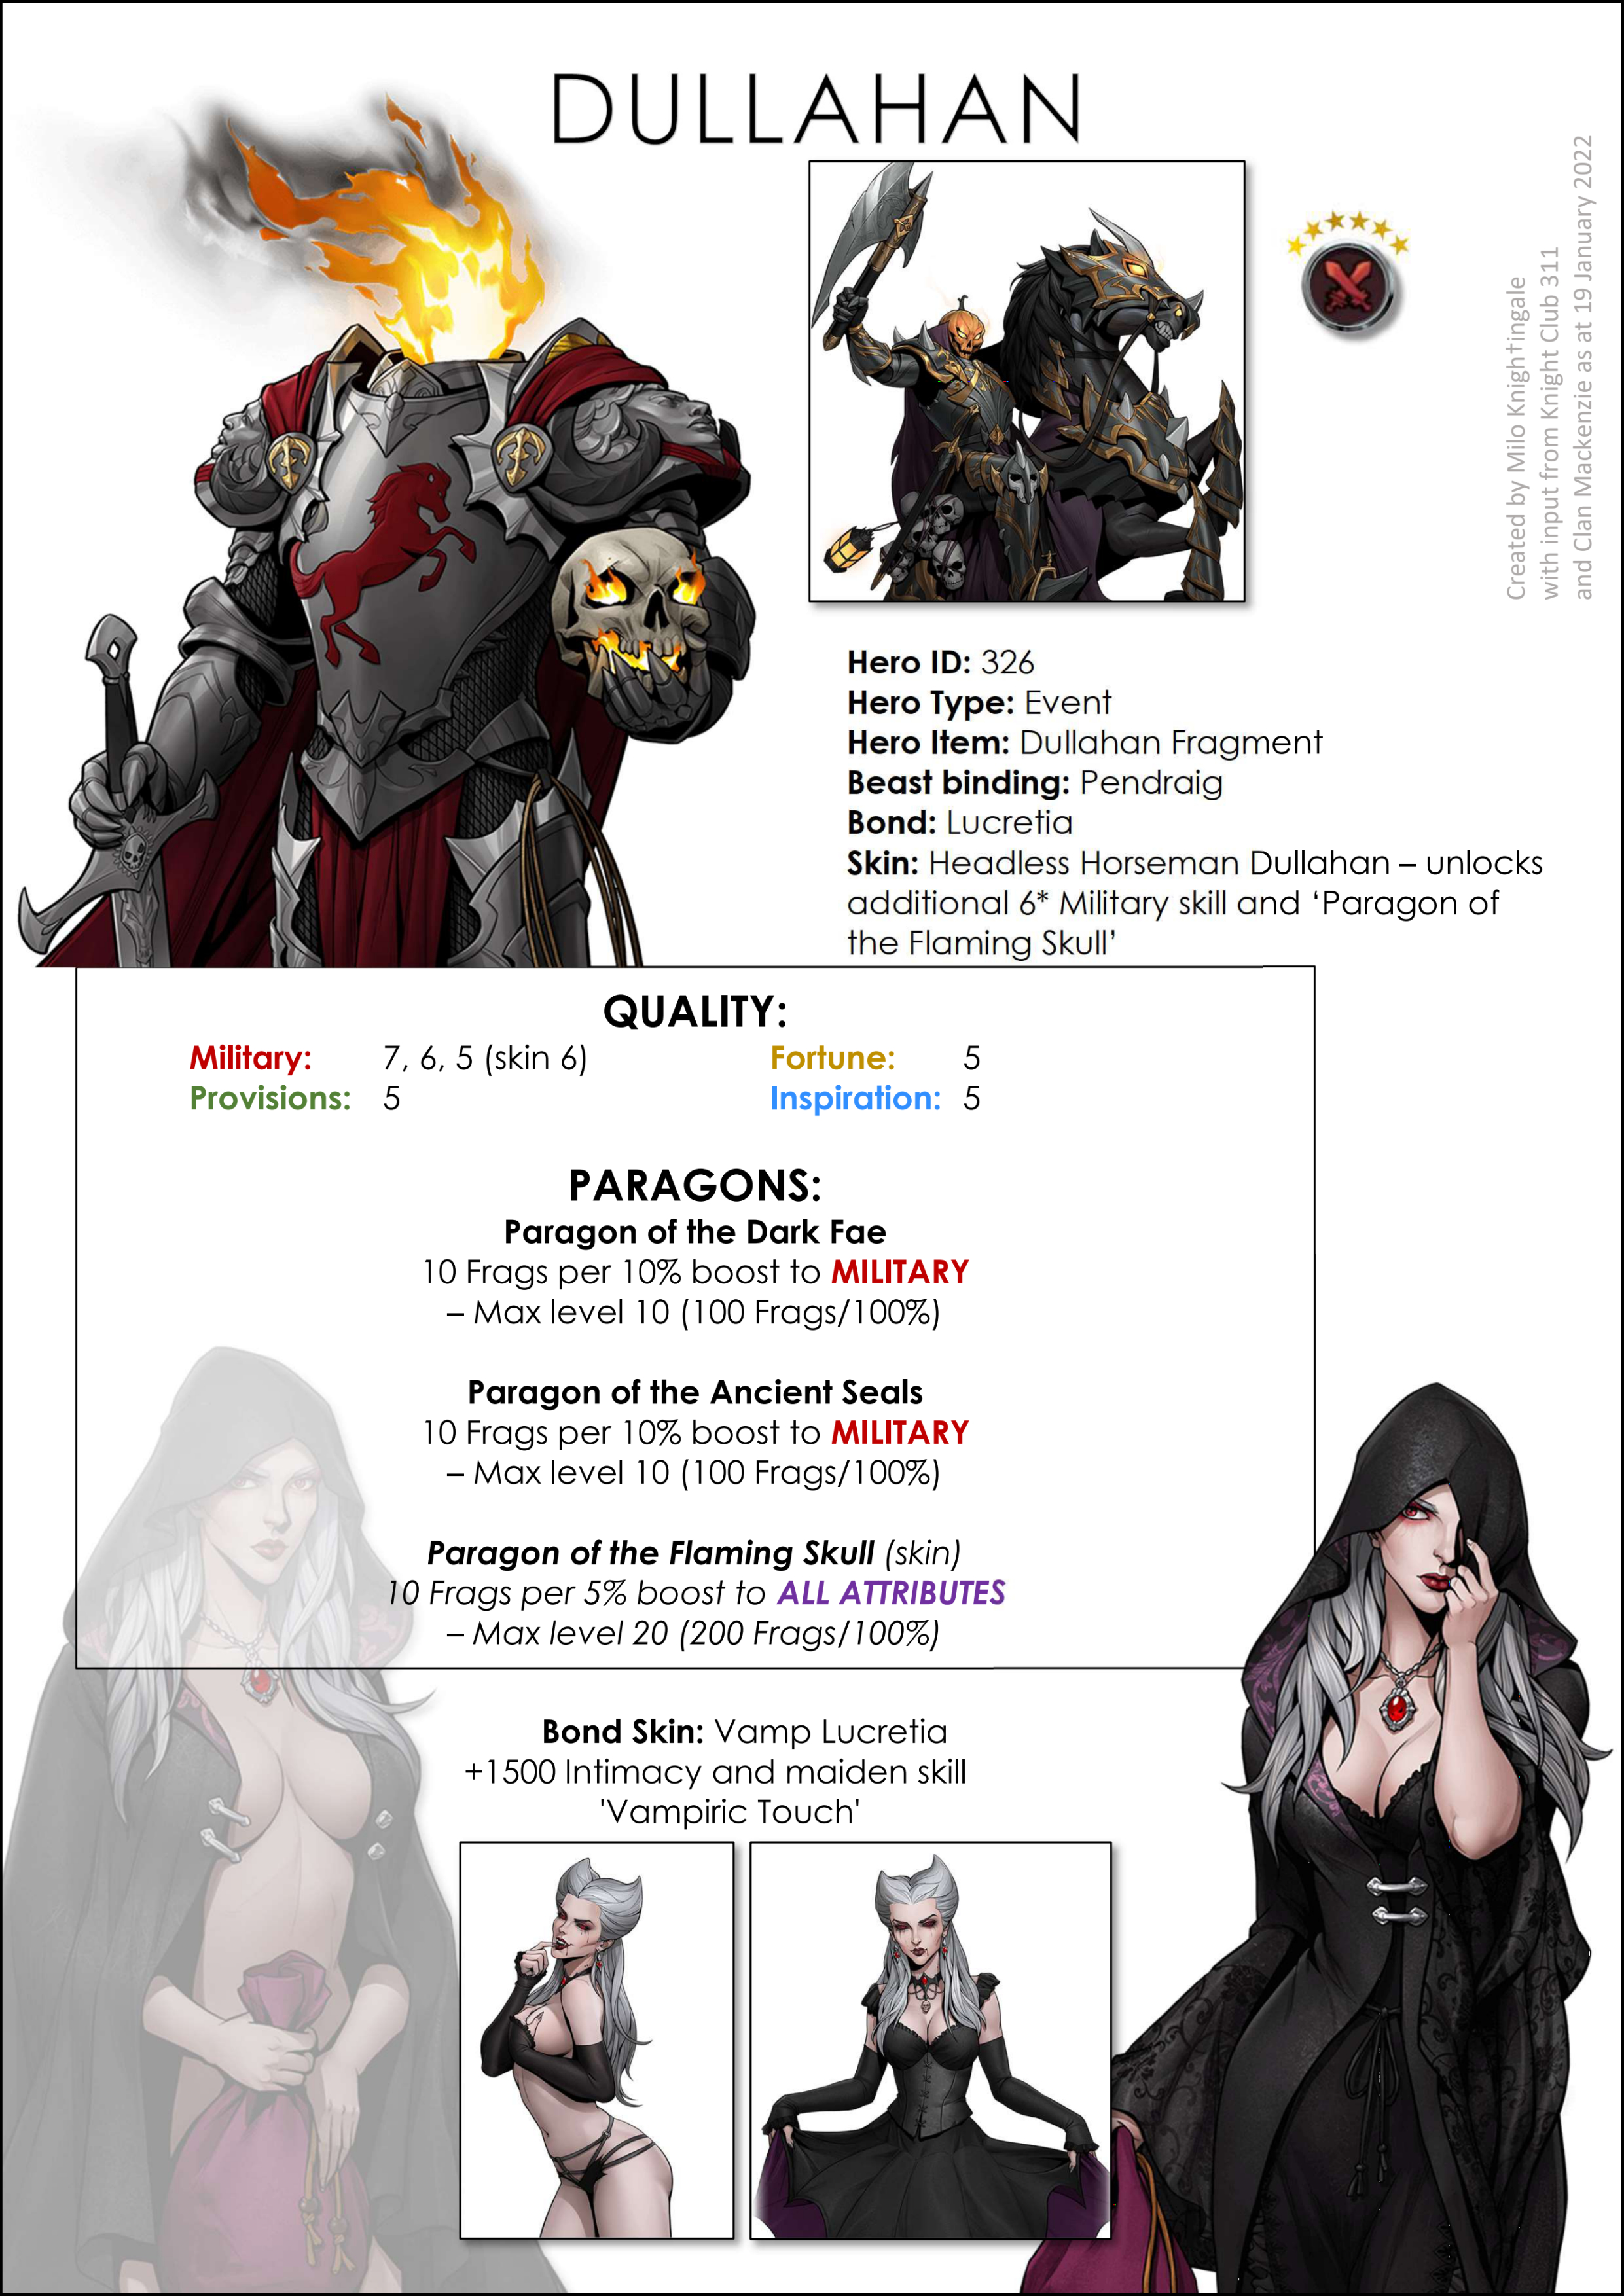 DULLAHAN
Created by Milo Knightingale
with input from Knight Club 311
and Clan Mackenzie as at 19 January 2022
Hero ID: 326
Hero Type: Event
Hero Item: Dullahan Fragment
Beast binding: Pendraig
Bond: Lucretia
Skin: Headless Horseman Dullahan – unlocks
additional 6* Military skill and ‘Paragon of
the Flaming Skull’
QUALITY:
Military: 7, 6, 5 (skin 6) Fortune: 5
Provisions: 5 Inspiration: 5
PARAGONS:
Paragon of the Dark Fae
10 Frags per 10% boost to MILITARY
– Max level 10 (100 Frags/100%)
Paragon of the Ancient Seals
10 Frags per 10% boost to MILITARY
– Max level 10 (100 Frags/100%)
Paragon of the Flaming Skull (skin)
10 Frags per 5% boost to ALL ATTRIBUTES
– Max level 20 (200 Frags/100%)
Bond Skin: Vamp Lucretia
+1500 Intimacy and maiden skill
'Vampiric Touch'